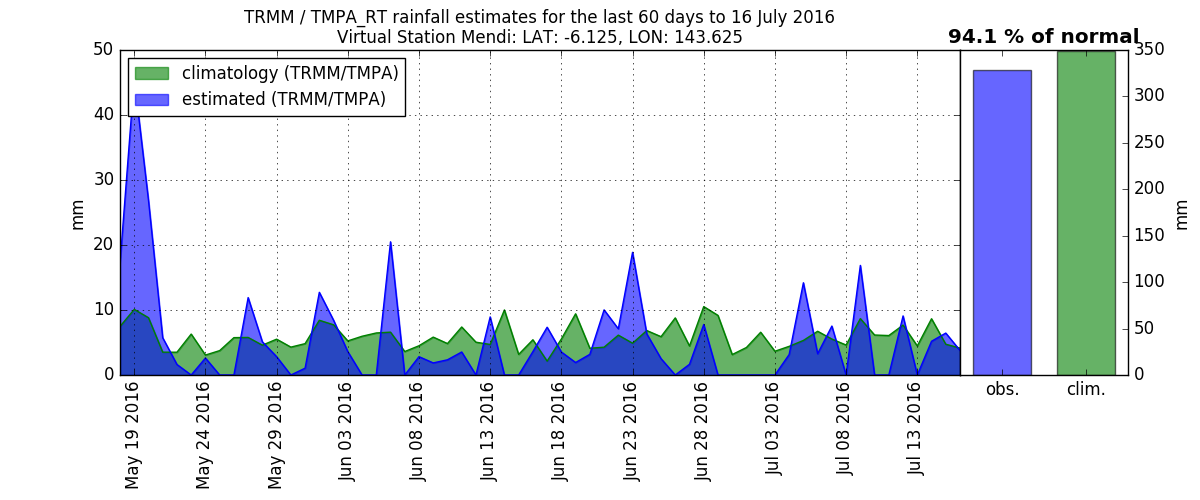 TRMM / TMPA_RT rainfall estimates for the last 60 days to 16 July 2016
Virtual Station Mendi: LAT: -6.125, LON: 143.625
94.1 % of normal
climatology (TRMM/TMPA)
estimated (TRMM/TMPA)
50
40
30
20
10
0
mm
May 19 2016
May 24 2016
May 29 2016
Jun 03 2016
Jun 08 2016
Jun 13 2016
Jun 18 2016
Jun 23 2016
Jun 28 2016
Jul 03 2016
Jul 08 2016
Jul 13 2016
obs.
clim.
350
300
250
200
150
100
50
0
mm